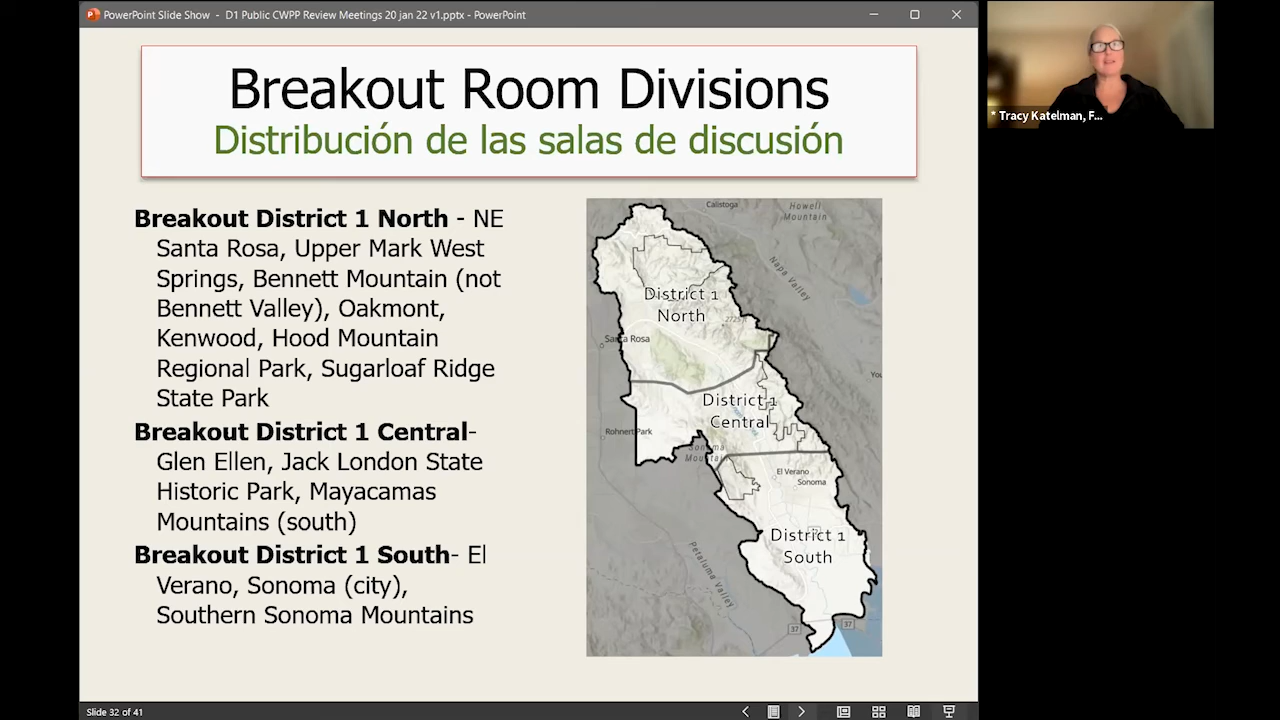 PowerPoint Slide Show - D1 Public CWPP Review Meetings 20 jan 22 v1.pptx - PowerPoint
Breakout Room Divisions
Distribución de las salas de discusión
Breakout District 1 North - NE
Santa Rosa, Upper Mark West
Springs, Bennett Mountain (not
Bennett Valley), Oakmont,
Kenwood, Hood Mountain
Regional Park, Sugarloaf Ridge
State Park
Breakout District 1 Central-
Glen Ellen, Jack London State
Historic Park, Mayacamas
Mountains (south)
Breakout District 1 South- El
Verano, Sonoma (city),
Southern Sonoma Mountains
Calistoga
Howell
Mountain
Napa Valley
District 1
North
Santa Rosa
You
District 1
Central
Rohnert Park
Sonoma
Mountain
El Verano
Sonoma
District 1
South
Petaluma Valley
37
37
* Tracy Katelman, F...
Slide 32 of 41